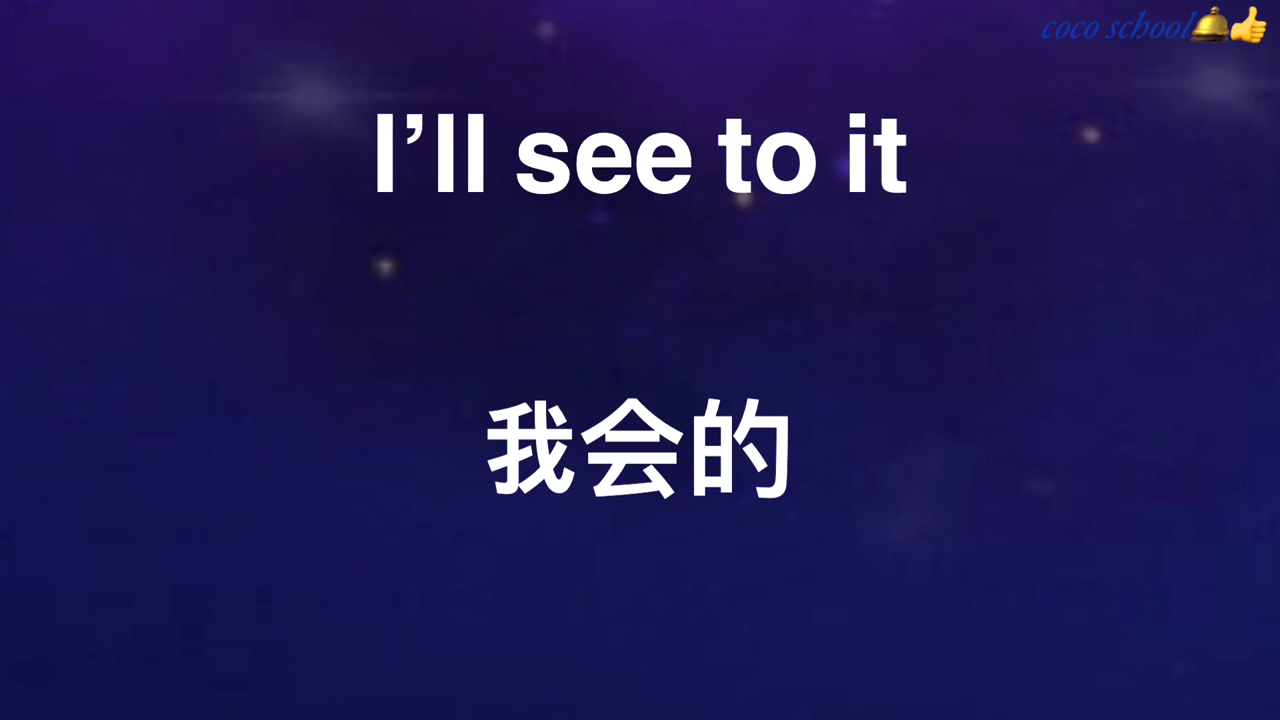 coco school🛎👍
I’ll see to it
我会的